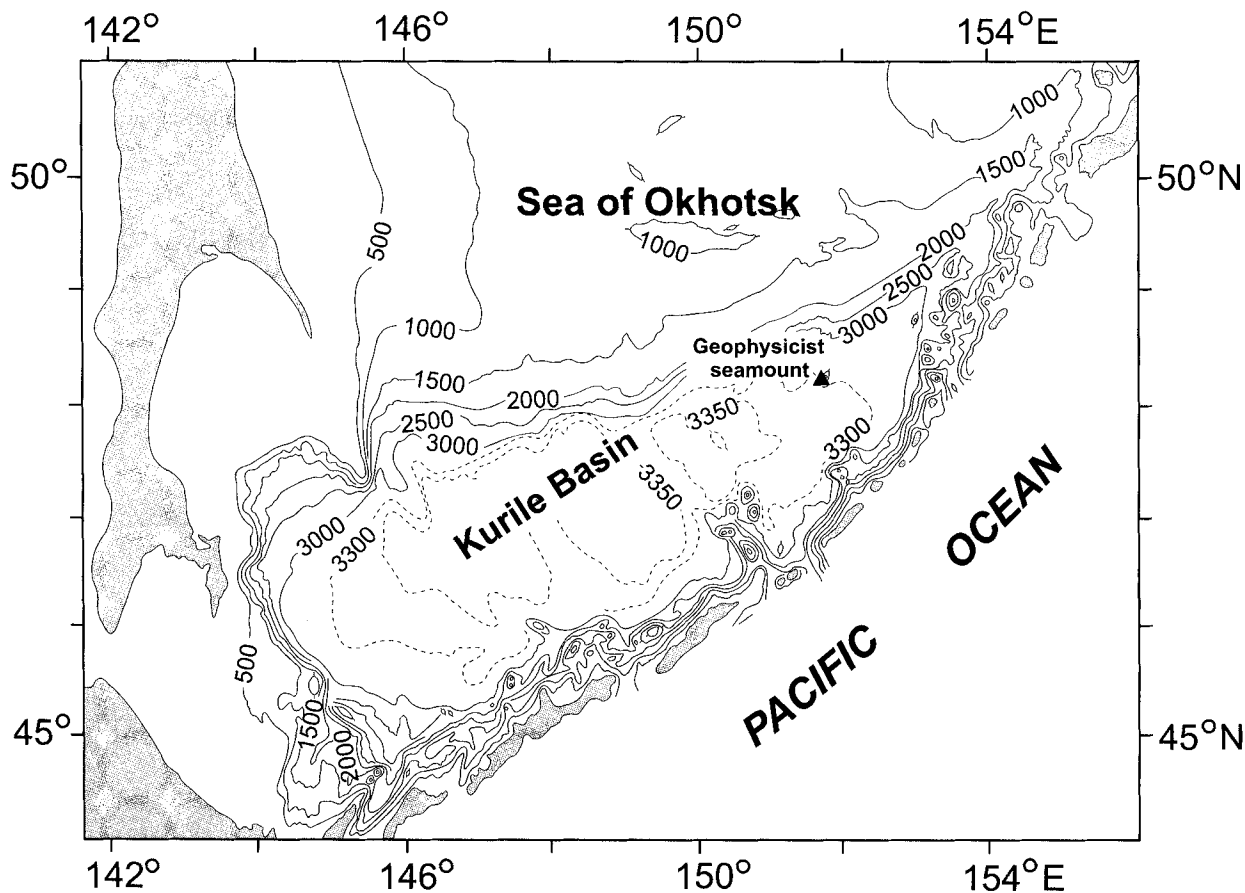 142° 146° 150° 154°E
1000
50° 1500 50°N
Sea of Okhotsk
500 1000 2000
2500
1000 3000
Geophysicist
seamount
1500
2000 3350
2500 3300
3000
Kurile Basin
3350
3000 OCEAN
3300
500 PACIFIC
1500
45° 2000 45°N
142° 146° 150° 154°E